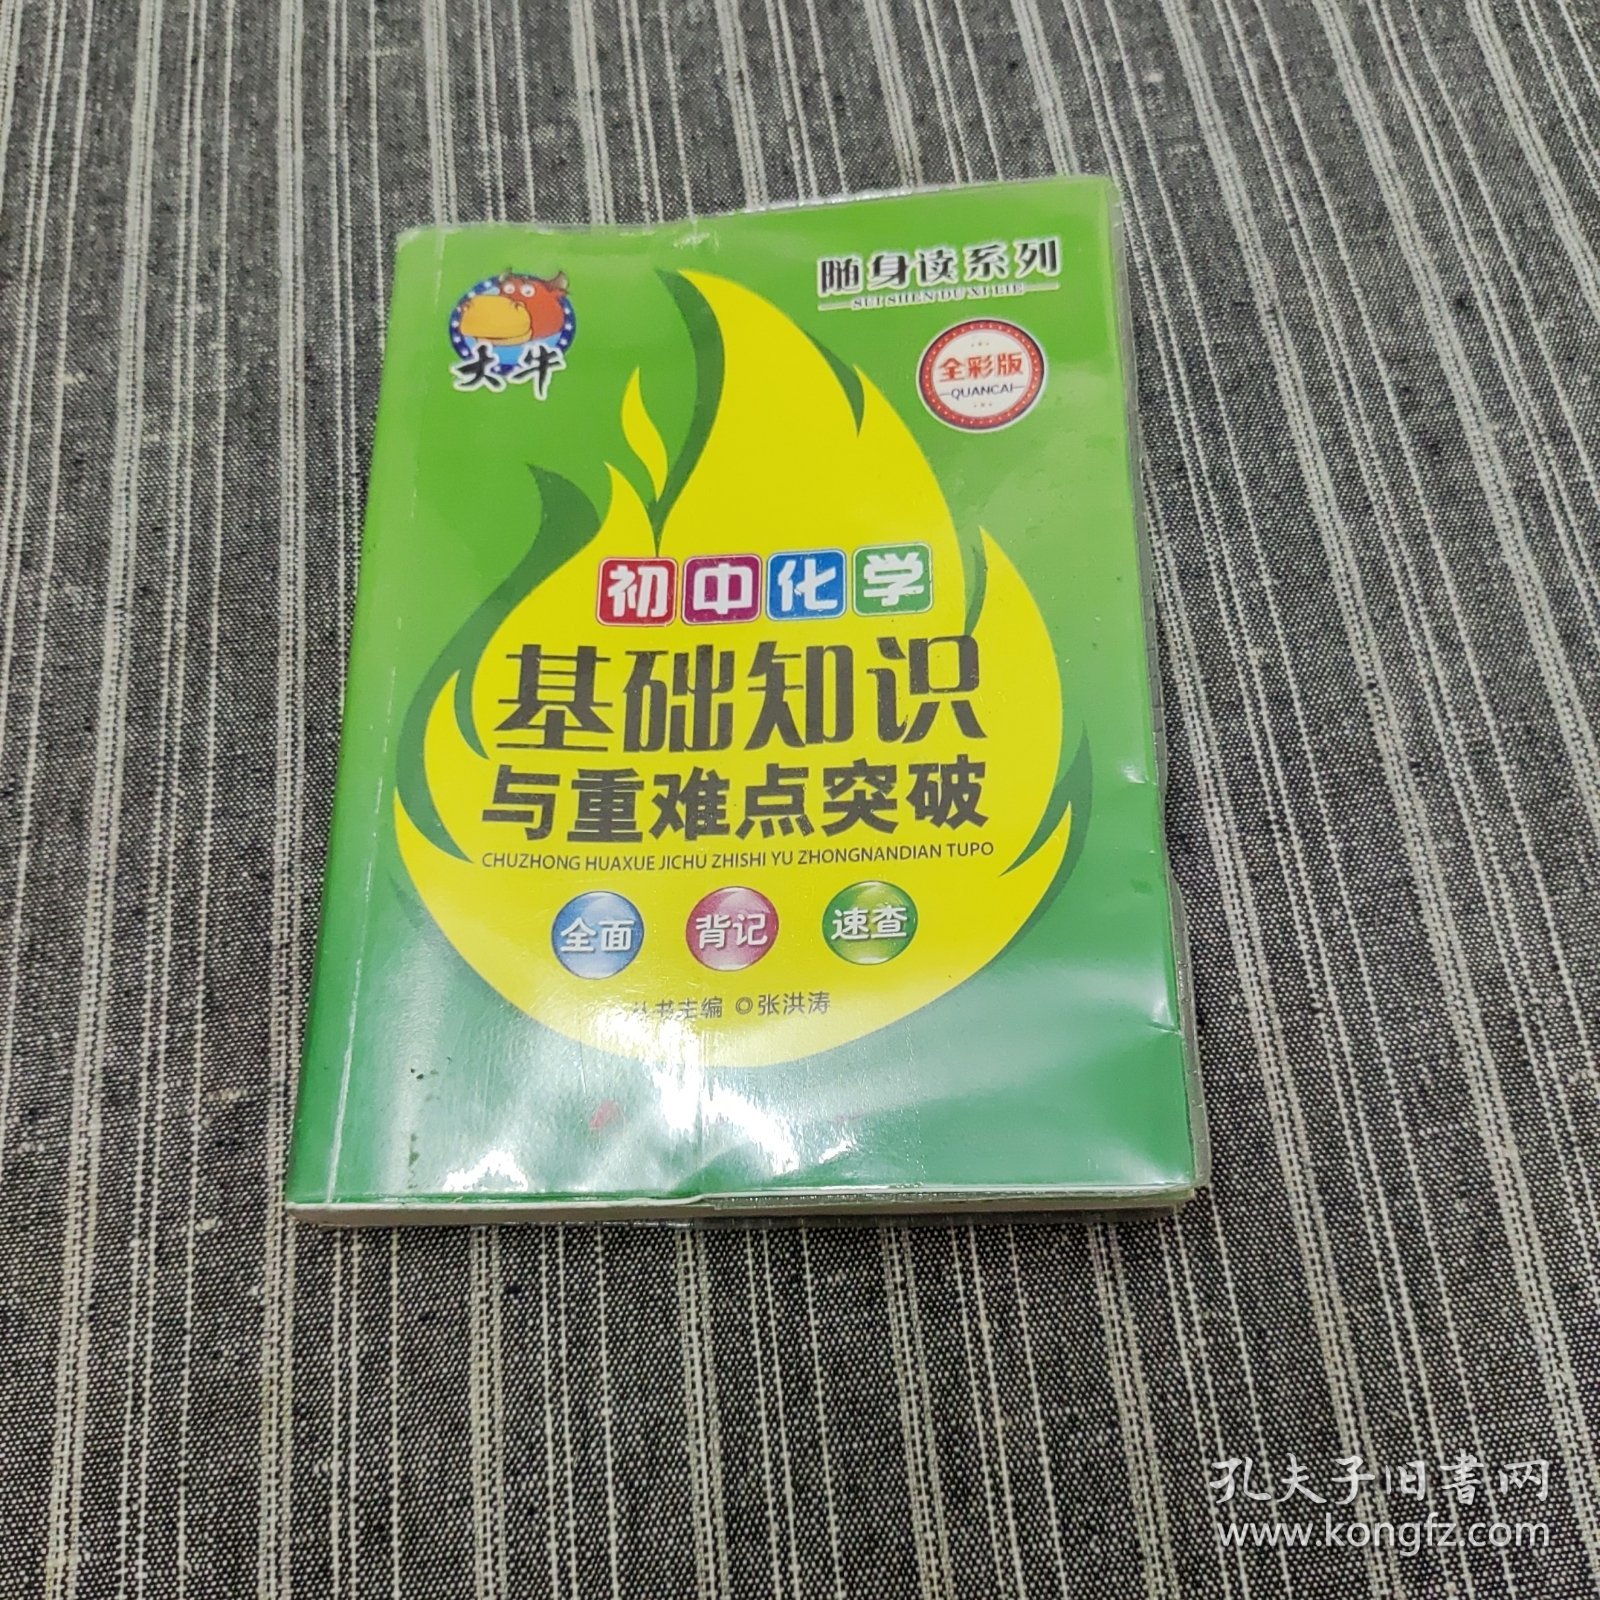 随身读系列
SUI SHEN DU XI LIE
大牛
全彩版
QUANCAI
初中化学
基础知识
与重难点突破
CHUZHONG HUAXUE JICHU ZHISHI YU ZHONGNANDIAN TUPO
全面 背记 速查
丛书主编 ◎张洪涛
孔夫子旧书网
www.kongfz.com